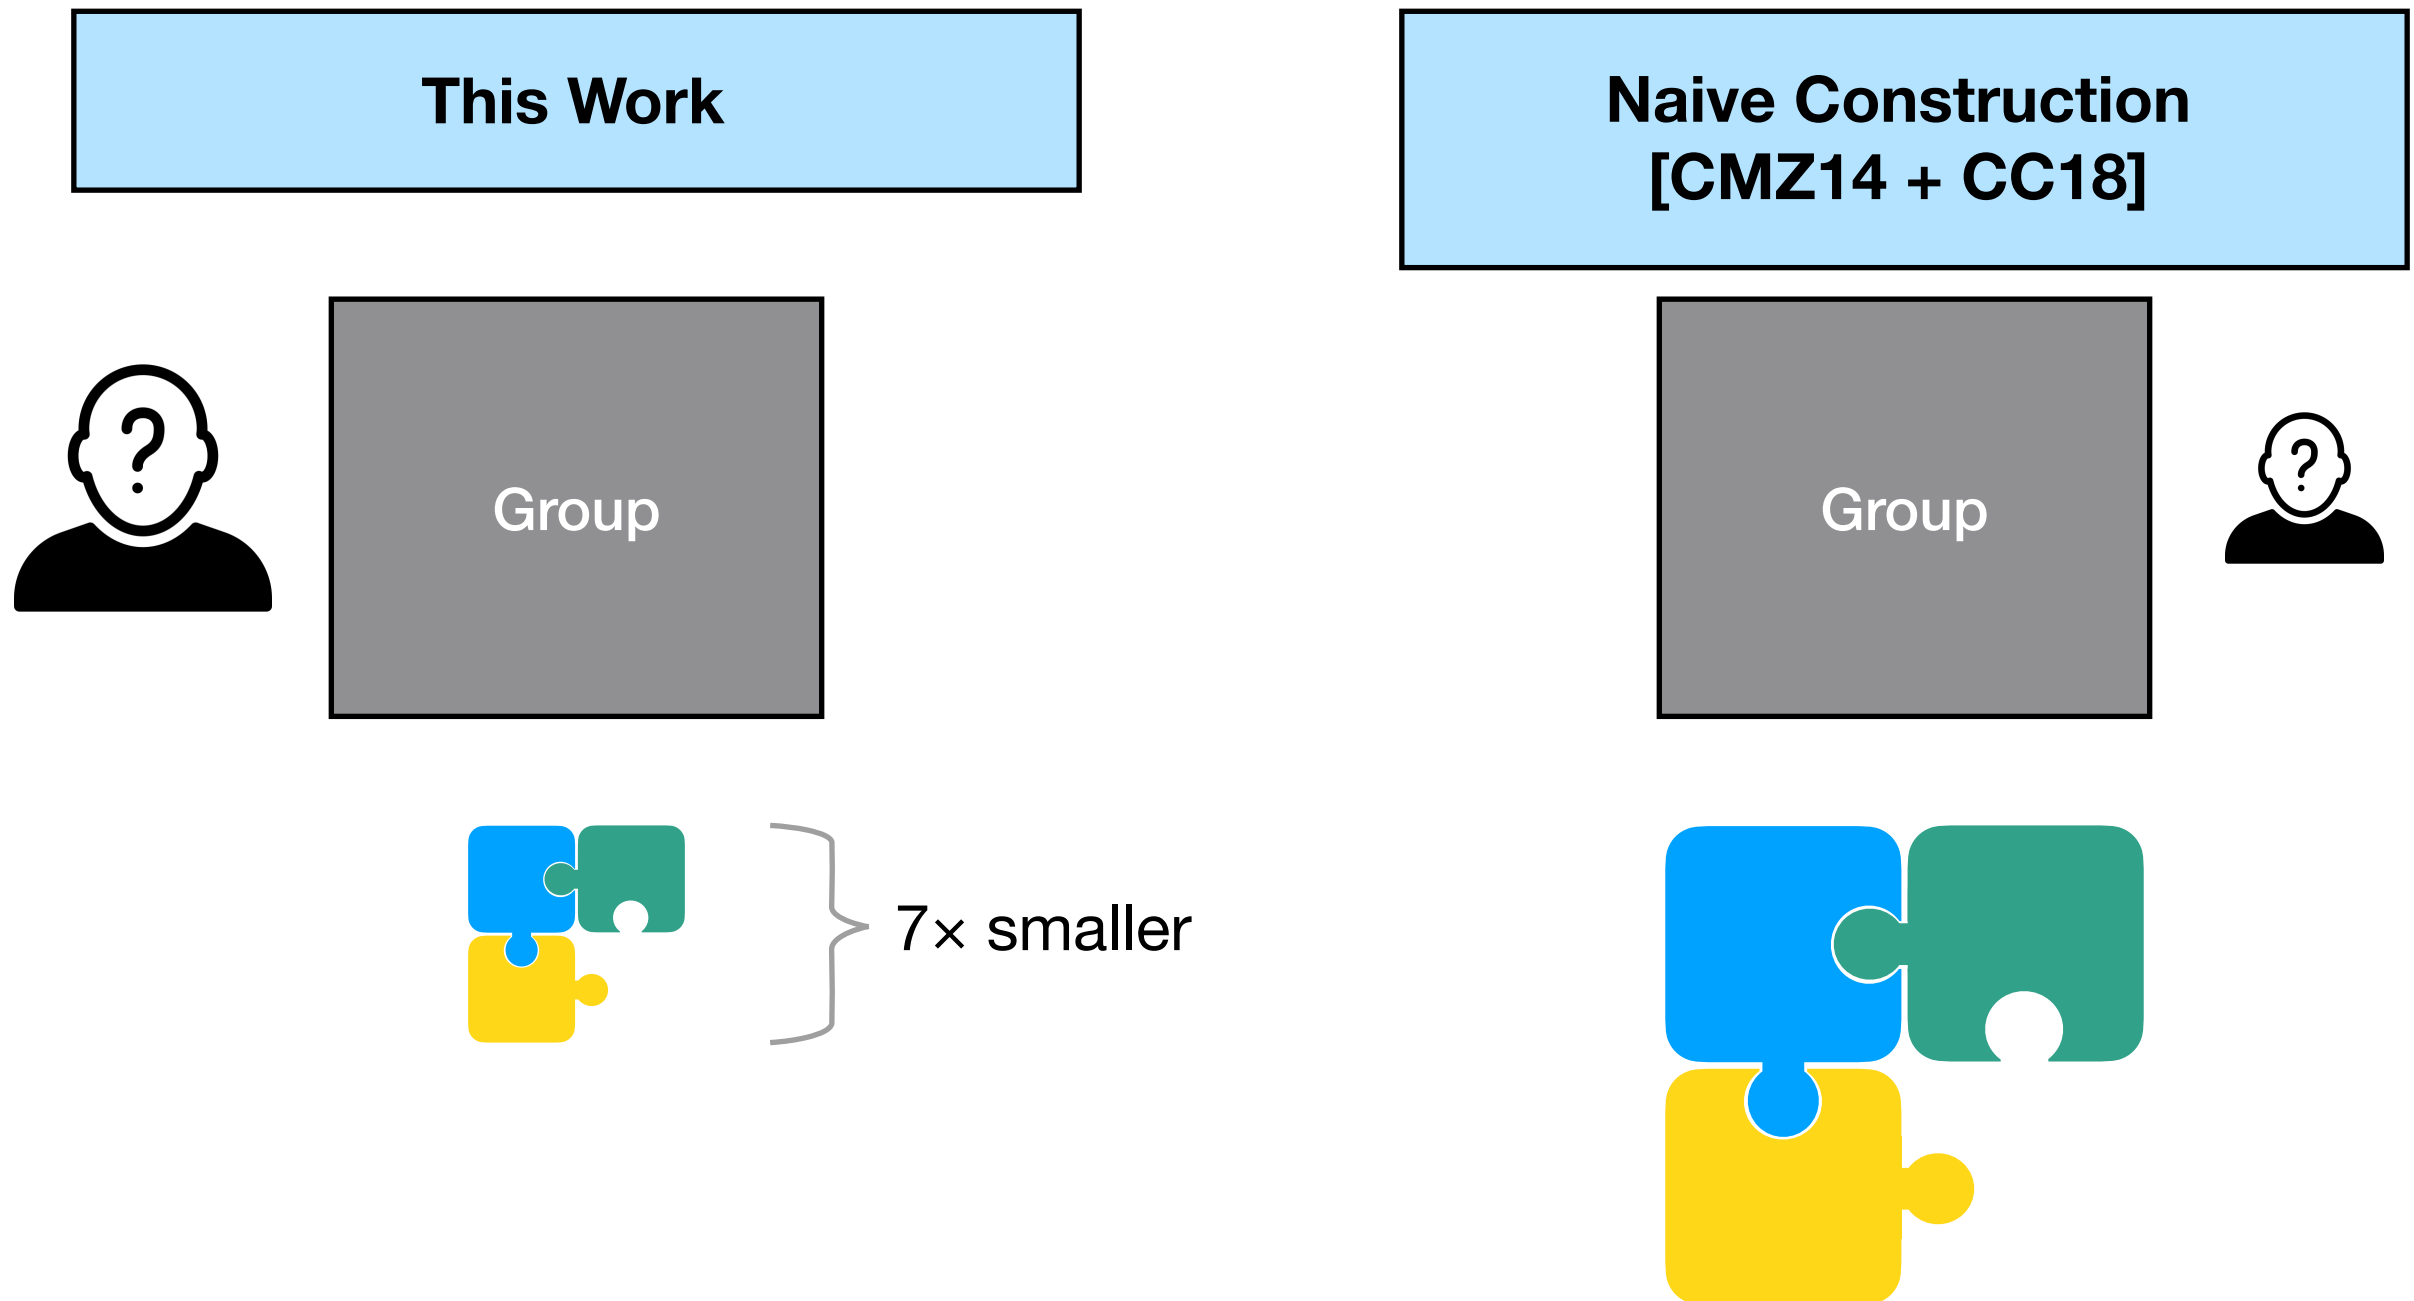 This Work
Naive Construction
[CMZ14 + CC18]
?
Group
Group
?
7× smaller